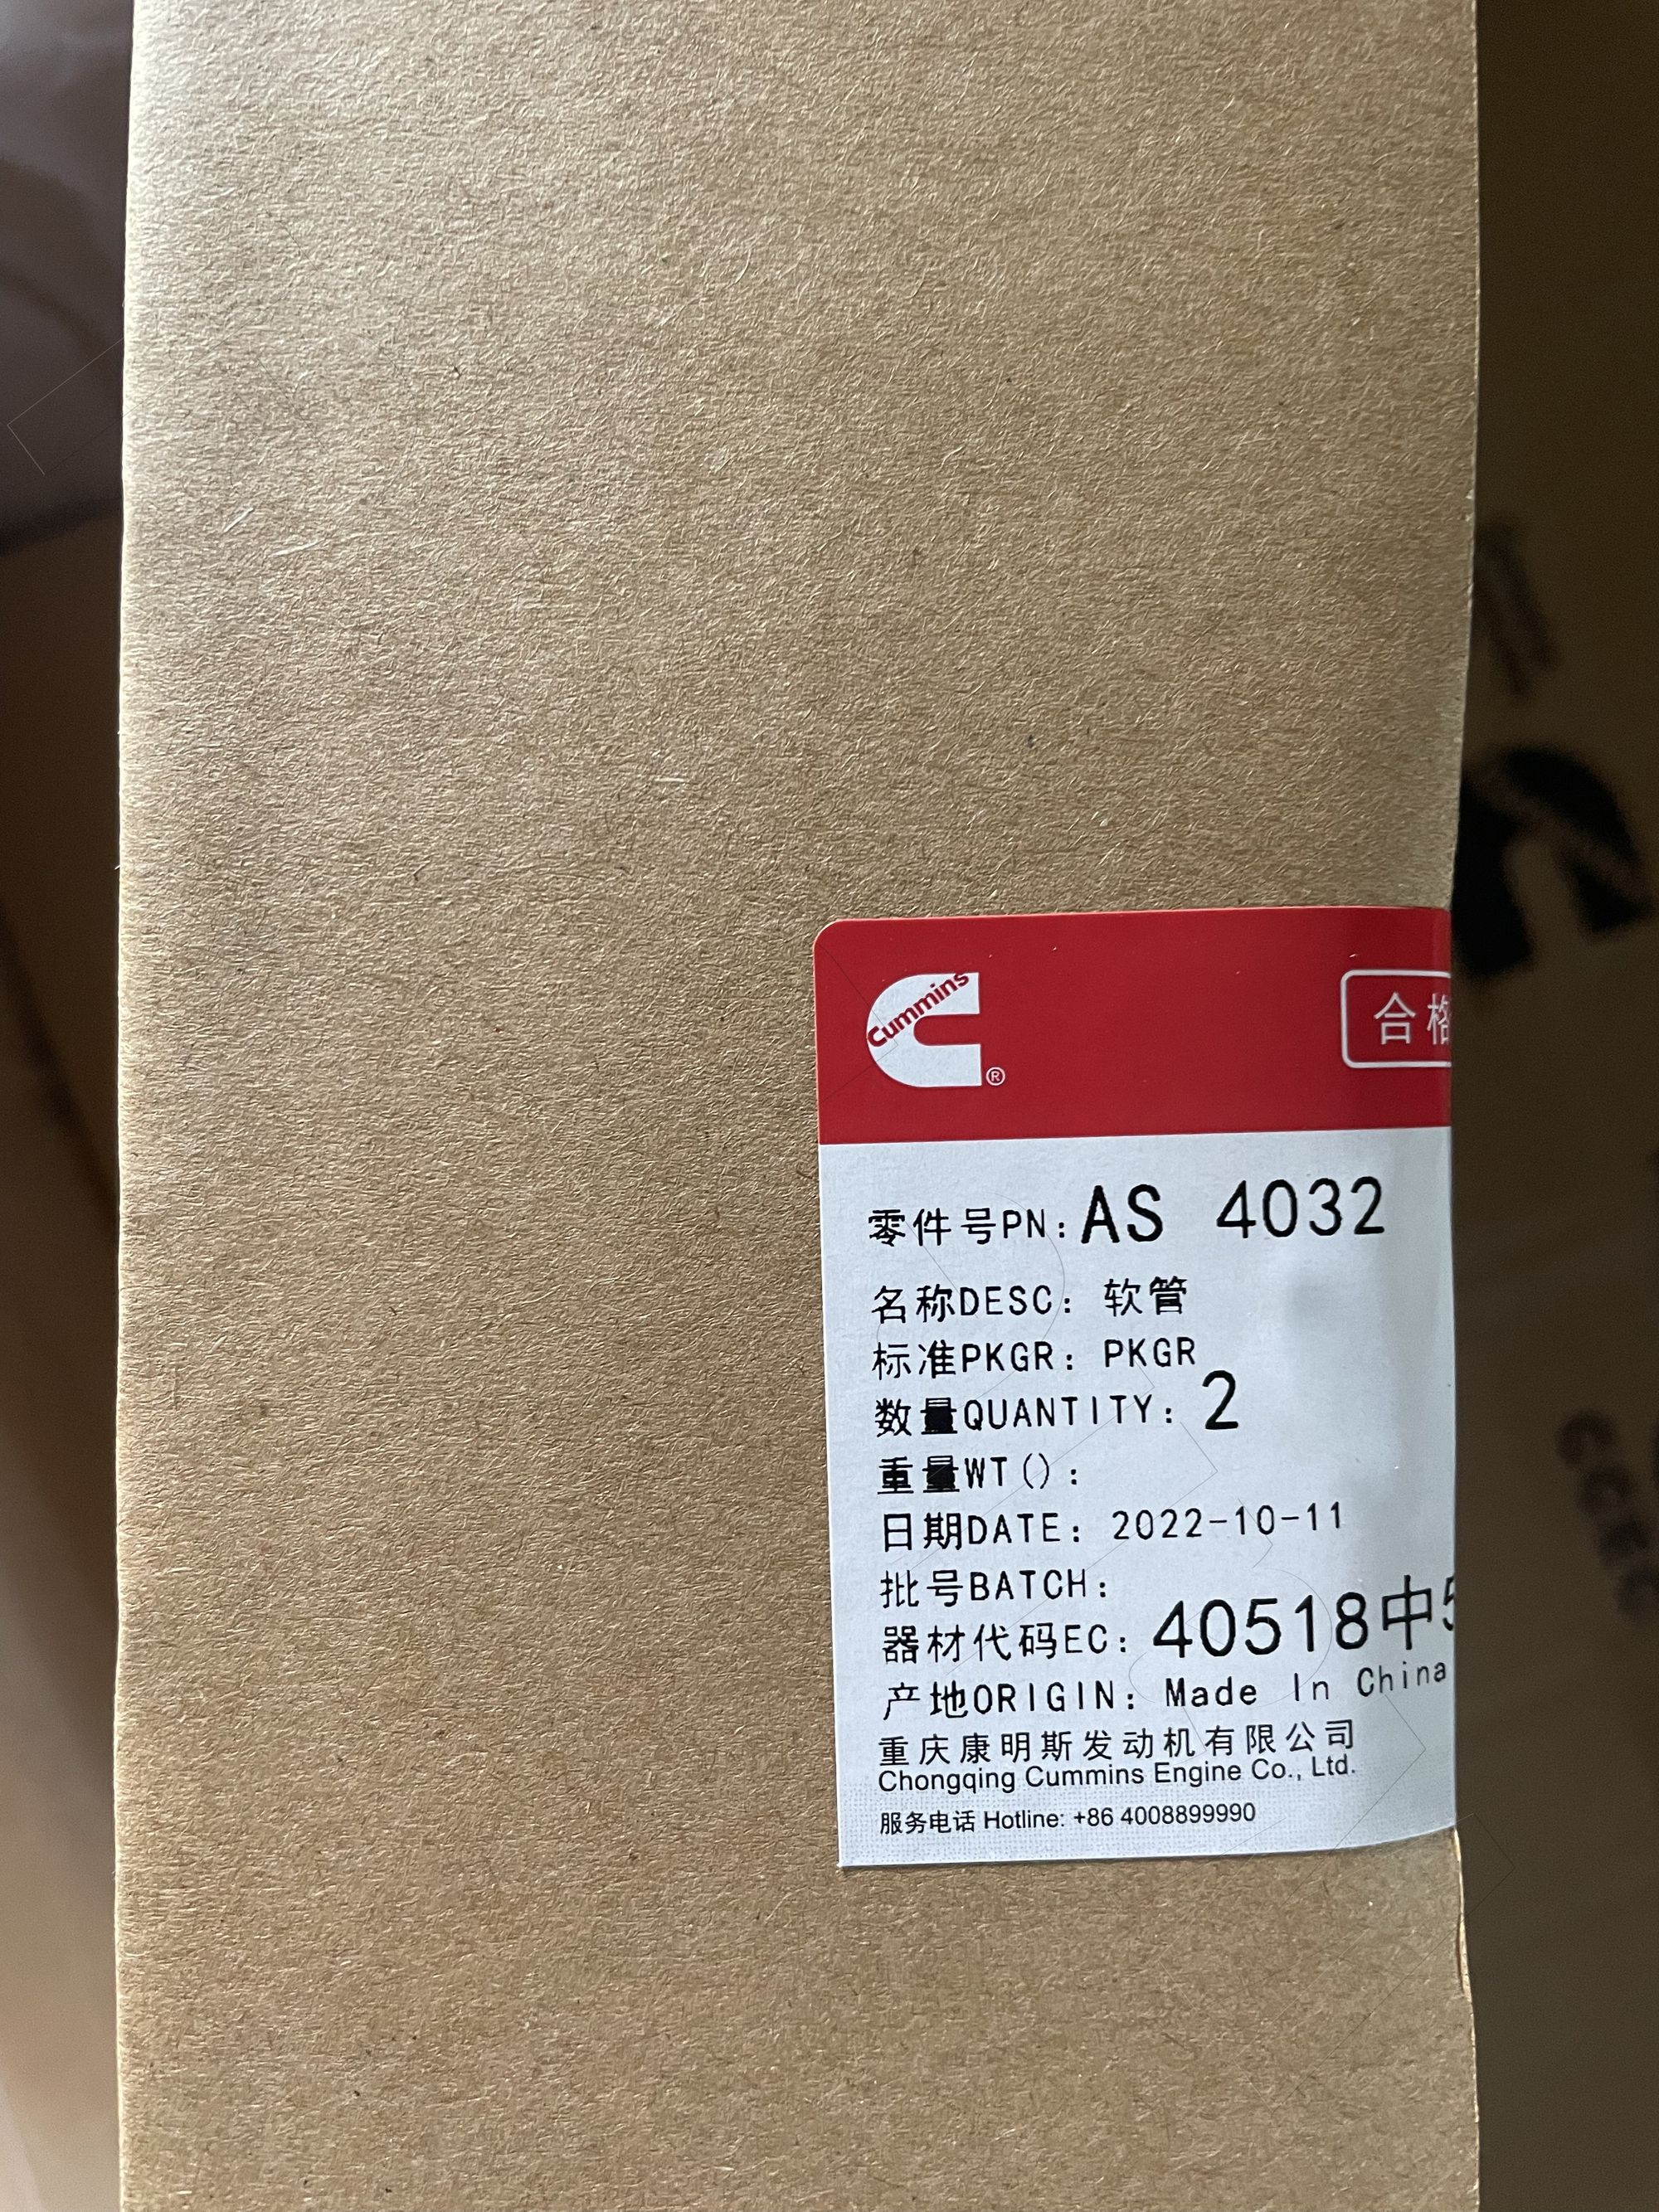 Cummins
®
合格
零件号PN: AS 4032
名称DESC: 软管
标准PKGR: PKGR
数量QUANTITY: 2
重量WT():
日期DATE: 2022-10-11
批号BATCH:
器材代码EC: 40518中5
产地ORIGIN: Made In China
重庆康明斯发动机有限公司
Chongqing Cummins Engine Co., Ltd.
服务电话 Hotline: +86 4008899990